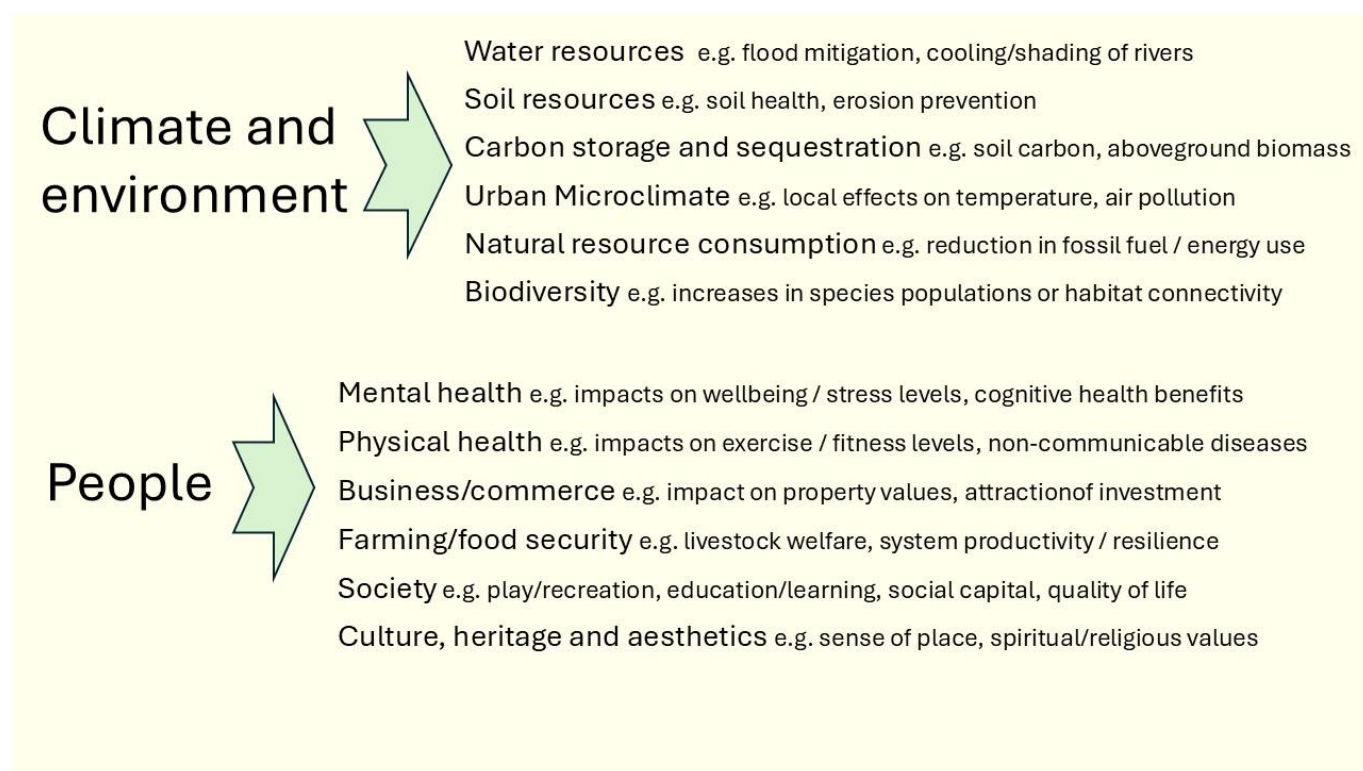 Climate and
environment
Water resources e.g. flood mitigation, cooling/shading of rivers
Soil resources e.g. soil health, erosion prevention
Carbon storage and sequestration e.g. soil carbon, aboveground biomass
Urban Microclimate e.g. local effects on temperature, air pollution
Natural resource consumption e.g. reduction in fossil fuel / energy use
Biodiversity e.g. increases in species populations or habitat connectivity
People
Mental health e.g. impacts on wellbeing / stress levels, cognitive health benefits
Physical health e.g. impacts on exercise / fitness levels, non-communicable diseases
Business/commerce e.g. impact on property values, attractionof investment
Farming/food security e.g. livestock welfare, system productivity / resilience
Society e.g. play/recreation, education/learning, social capital, quality of life
Culture, heritage and aesthetics e.g. sense of place, spiritual/religious values